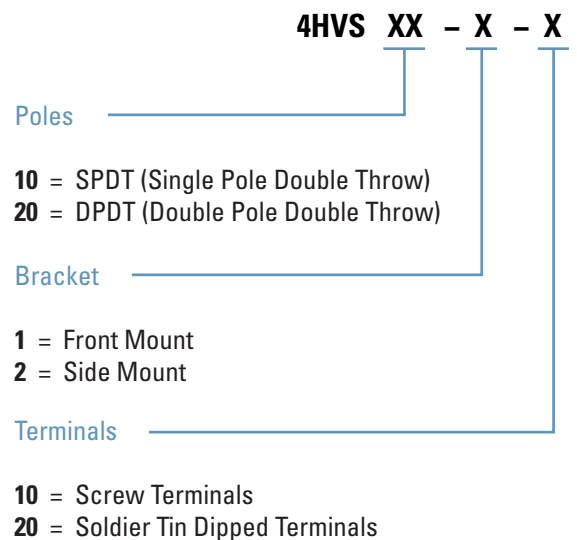 4HVS XX – X – X
Poles
10 = SPDT (Single Pole Double Throw)
20 = DPDT (Double Pole Double Throw)
Bracket
1 = Front Mount
2 = Side Mount
Terminals
10 = Screw Terminals
20 = Soldier Tin Dipped Terminals